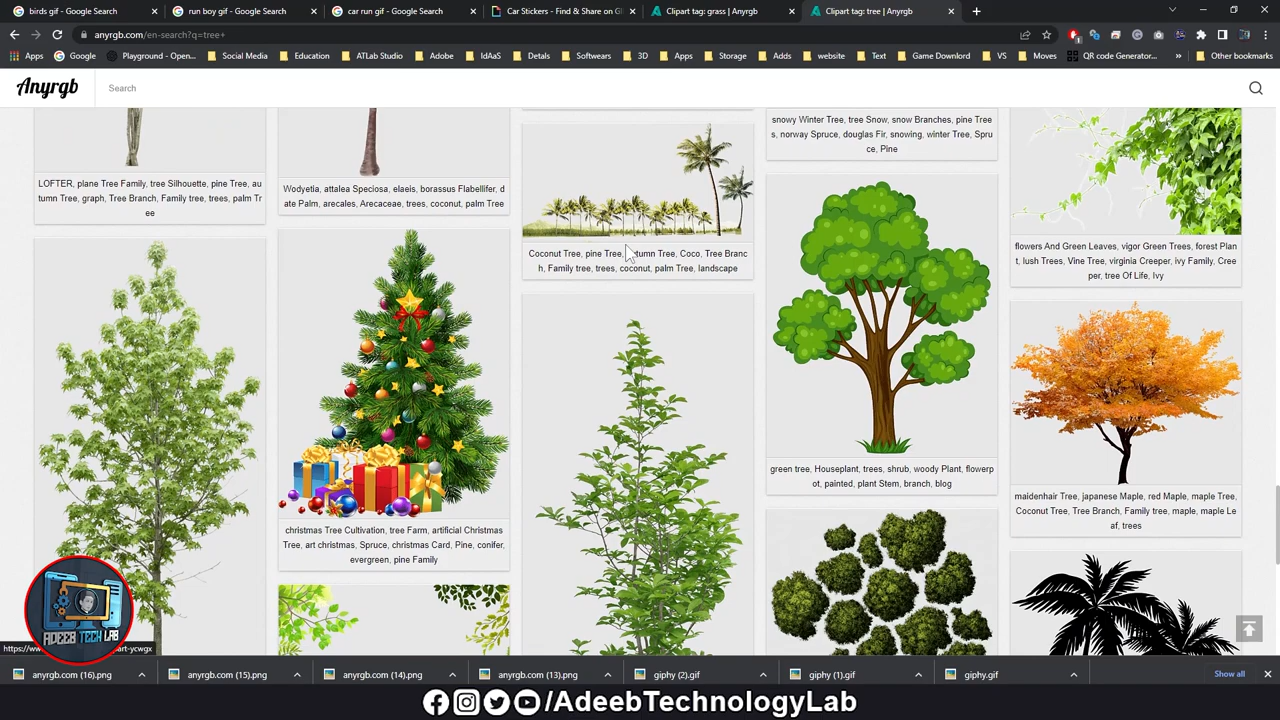 birds gif - Google Search
run boy gif - Google Search
car run gif - Google Search
Car Stickers - Find & Share on GI
Clipart tag: grass | Anyrgb
Clipart tag: tree | Anyrgb
anyrgb.com/en-search?q=tree+
Apps
Google
Playground - Open...
Social Media
Education
ATLab Studio
Adobe
IdAaS
Detals
Softwears
3D
Apps
Storage
Adds
website
Text
Game Downlord
VS
Moves
QR code Generator...
Other bookmarks
Anyrgb
Search
LOFTER, plane Tree Family, tree Silhouette, pine Tree, au
tumn Tree, graph, Tree Branch, Family tree, trees, palm Tr
ee
Wodyetia, attalea Speciosa, elaeis, borassus Flabellifer, d
ate Palm, arecales, Arecaceae, trees, coconut, palm Tree
Coconut Tree, pine Tree, utumn Tree, Coco, Tree Branc
h, Family tree, trees, coconut, palm Tree, landscape
snowy Winter Tree, tree Snow, snow Branches, pine Tree
s, norway Spruce, douglas Fir, snowing, winter Tree, Spru
ce, Pine
flowers And Green Leaves, vigor Green Trees, forest Plan
t, lush Trees, Vine Tree, virginia Creeper, ivy Family, Cree
per, tree Of Life, Ivy
green tree, Houseplant, trees, shrub, woody Plant, flowerp
ot, painted, plant Stem, branch, blog
maidenhair Tree, japanese Maple, red Maple, maple Tree,
Coconut Tree, Tree Branch, Family tree, maple, maple Le
af, trees
christmas Tree Cultivation, tree Farm, artificial Christmas
Tree, art christmas, Spruce, christmas Card, Pine, conifer,
evergreen, pine Family
ADEEB TECH LAB
anyrgb.com (16).png
anyrgb.com (15).png
anyrgb.com (14).png
anyrgb.com (13).png
giphy (2).gif
giphy (1).gif
giphy.gif
Show all
/AdeebTechnologyLab